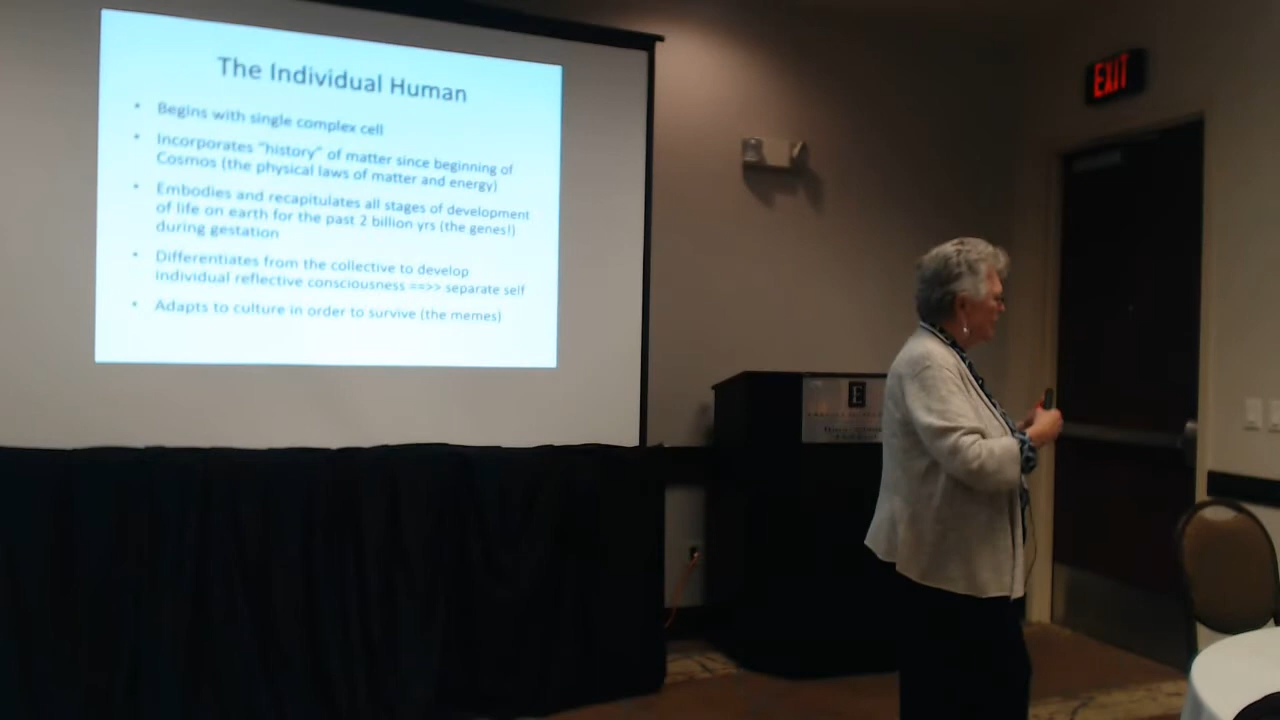 The Individual Human
• Begins with single complex cell
• Incorporates "history" of matter since beginning of
Cosmos (the physical laws of matter and energy)
• Embodies and recapitulates all stages of development
of life on earth for the past 2 billion yrs (the genes!)
during gestation
• Differentiates from the collective to develop
individual reflective consciousness ==>> separate self
• Adapts to culture in order to survive (the memes)
EXIT
E